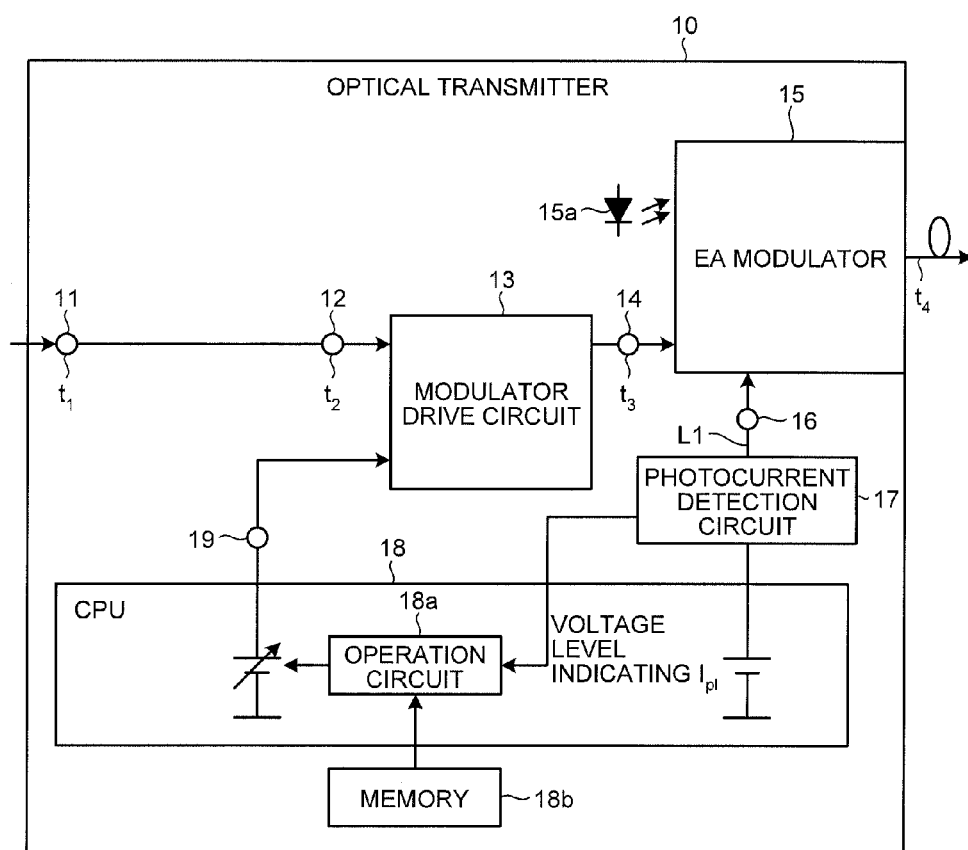 10
OPTICAL TRANSMITTER
15
15a
EA MODULATOR
t4
11
12
13
14
t1
t2
t3
MODULATOR
DRIVE CIRCUIT
L1
16
PHOTOCURRENT
DETECTION
CIRCUIT
17
19
18
CPU
18a
OPERATION
CIRCUIT
VOLTAGE
LEVEL
INDICATING Ipl
MEMORY
18b